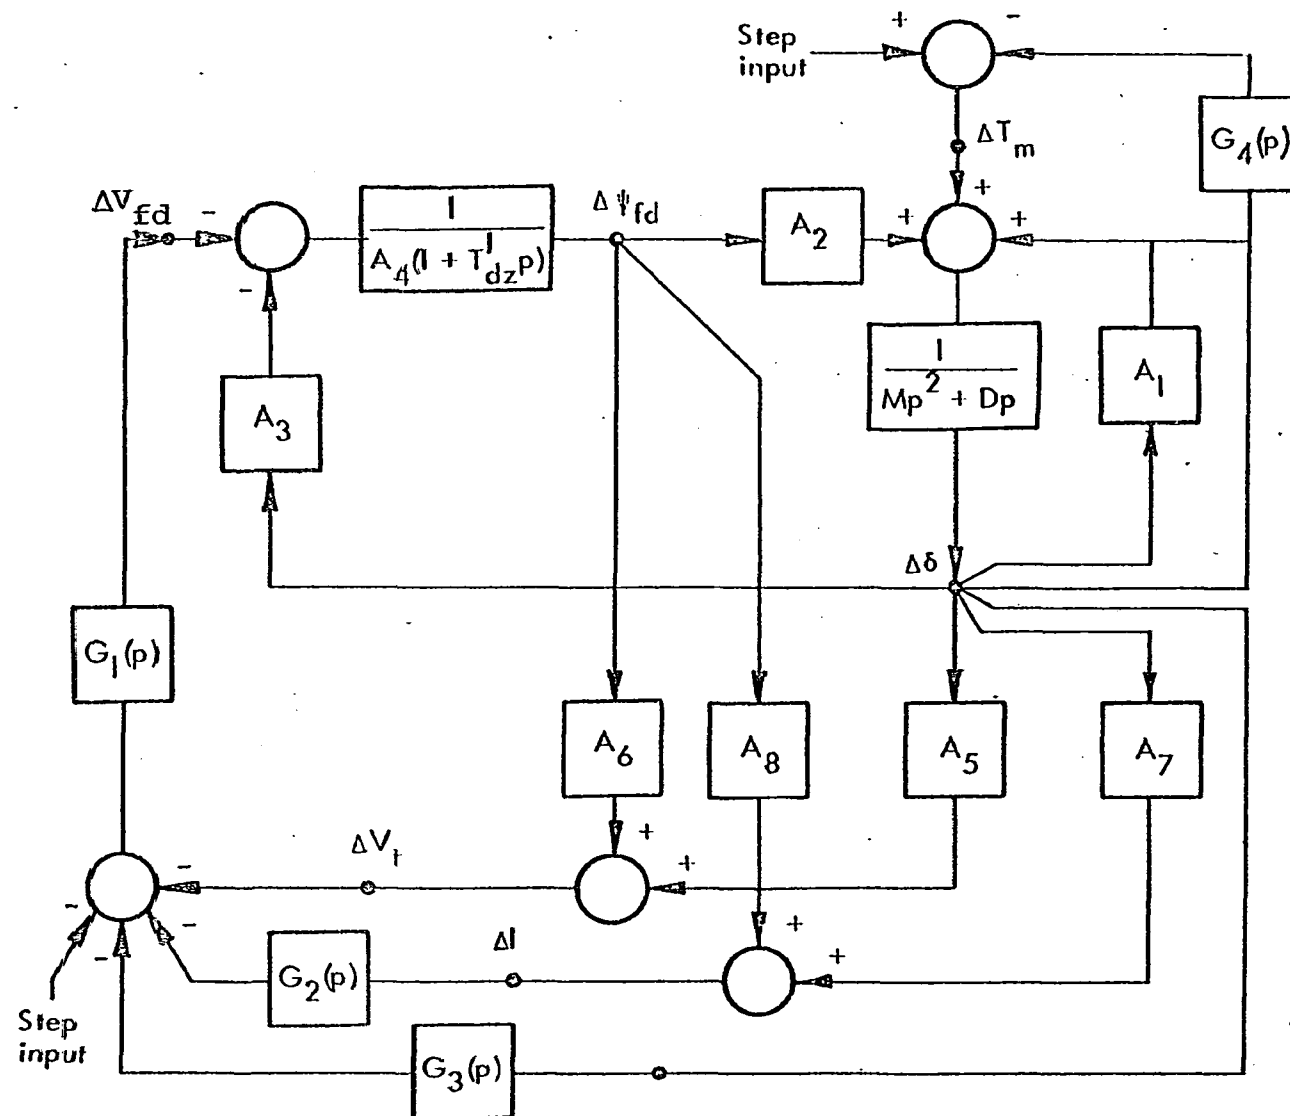 Step
input
+
-
ΔT_m
G_4(p)
+
ΔV_fd
-
1
A_4(1 + T'_dz p)
Δψ_fd
A_2
+
+
-
A_3
1
Mp^2 + Dp
A_1
Δδ
G_1(p)
A_6
A_8
A_5
A_7
+
ΔV_t
+
-
-
-
-
ΔI
+
+
G_2(p)
Step
input
G_3(p)